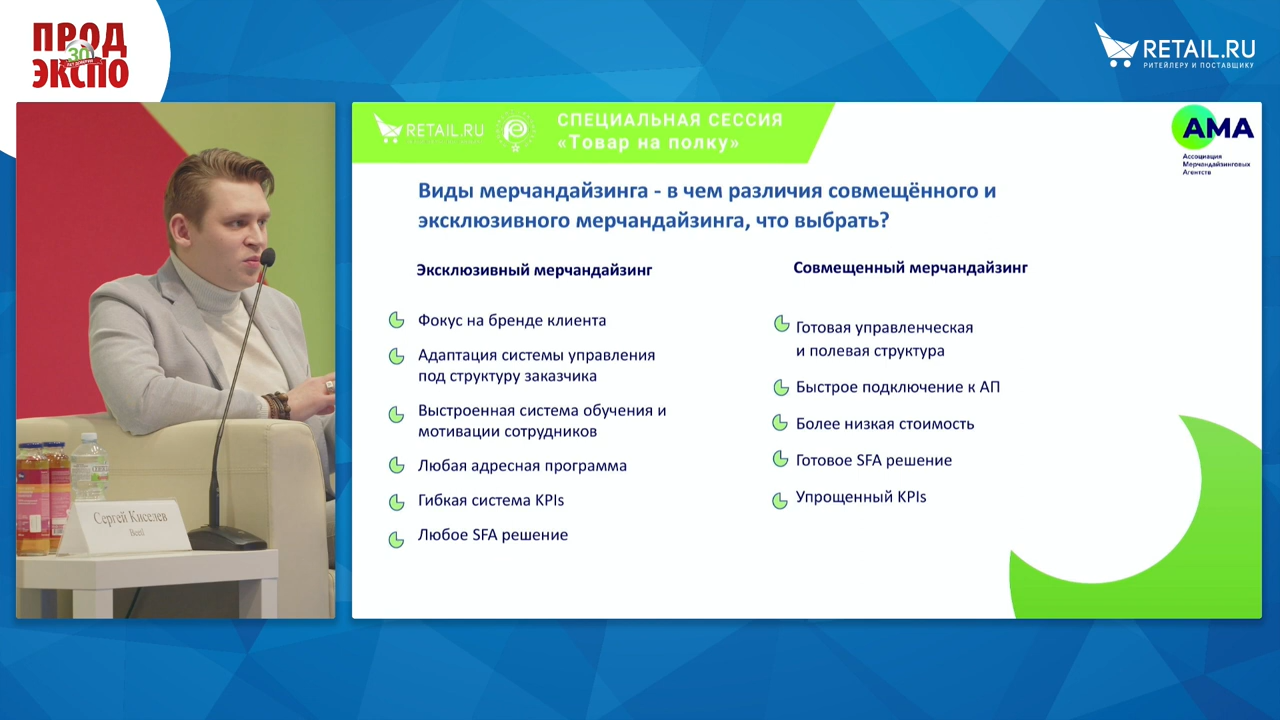 ПРОД
30
ЛЕТ ДОВЕРИЯ
ЭКСПО
RETAIL.RU
РИТЕЙЛЕРУ И ПОСТАВЩИКУ
RETAIL.RU
СПЕЦИАЛЬНАЯ СЕССИЯ
«Товар на полку»
АМА
Ассоциация
Мерчандайзинговых
Агентств
Виды мерчандайзинга - в чем различия совмещённого и
эксклюзивного мерчандайзинга, что выбрать?
Эксклюзивный мерчандайзинг
Фокус на бренде клиента
Адаптация системы управления
под структуру заказчика
Выстроенная система обучения и
мотивации сотрудников
Любая адресная программа
Гибкая система KPIs
Любое SFA решение
Совмещенный мерчандайзинг
Готовая управленческая
и полевая структура
Быстрое подключение к АП
Более низкая стоимость
Готовое SFA решение
Упрощенный KPIs
Сергей Киселев